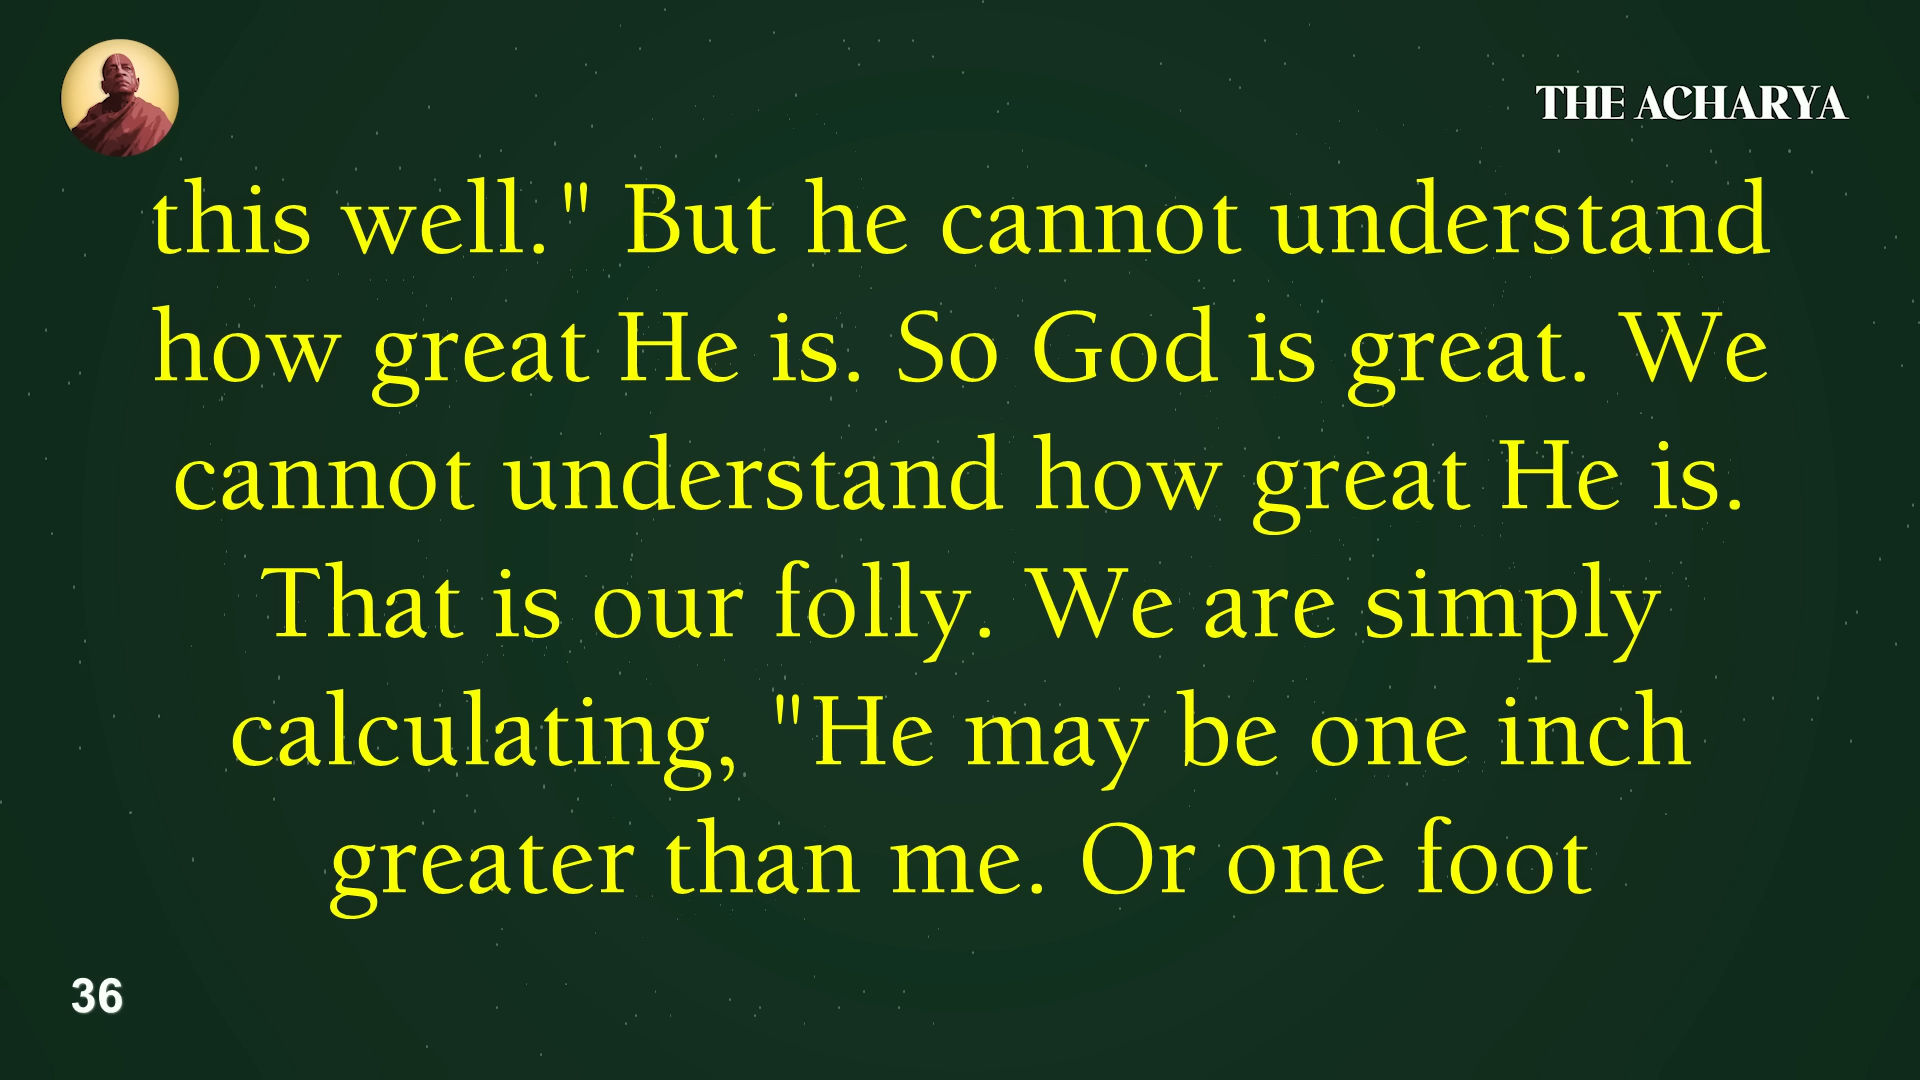 THE ACHARYA
this well." But he cannot understand
how great He is. So God is great. We
cannot understand how great He is.
That is our folly. We are simply
calculating, "He may be one inch
greater than me. Or one foot
36